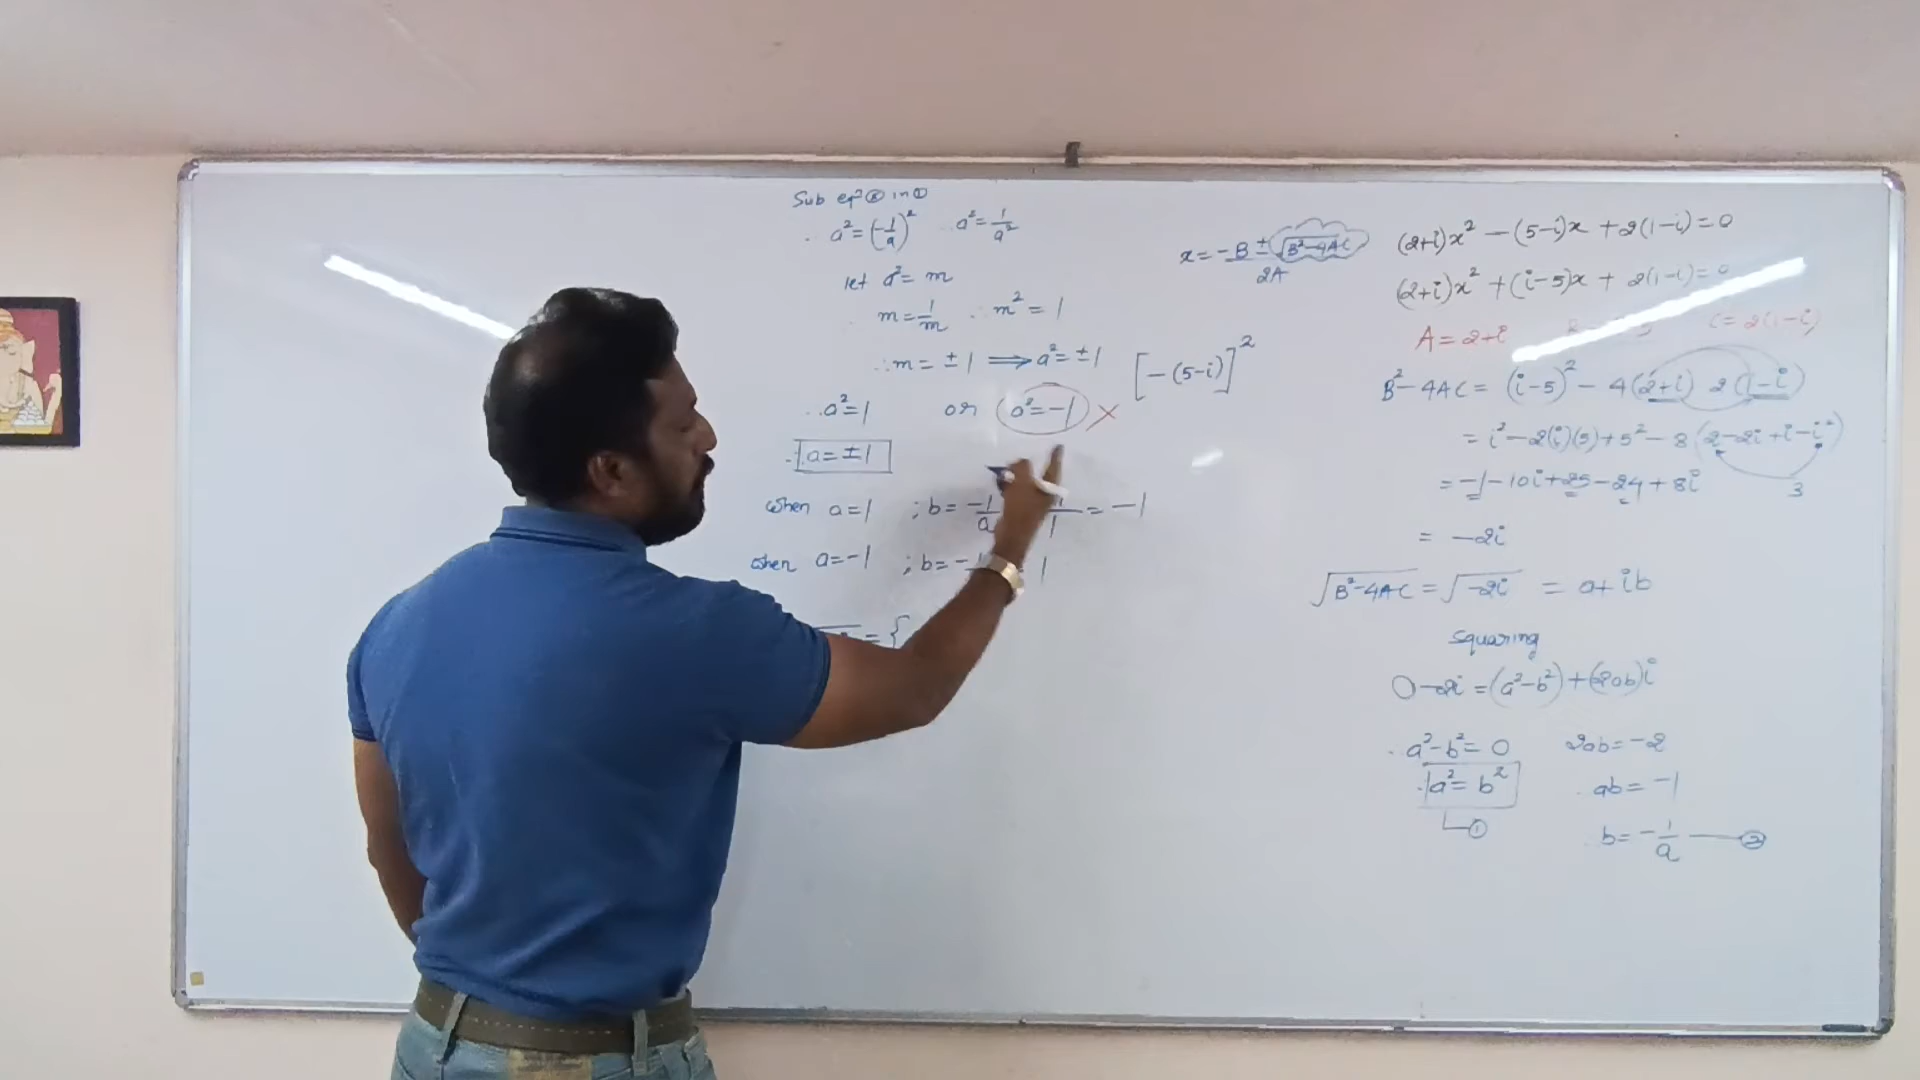 Sub eqⁿ ② in ①
∴ a² = (-1/a)² ∴ a² = 1/a²
let a² = m
∴ m = 1/m ∴ m² = 1
∴ m = ±1 ⟹ a² = ±1
∴ a² = 1 or a² = -1 ×
∴ a = ±1
when a = 1 ; b = -1/a = -1
when a = -1 ; b = 1
= {
x = -B ± √B²-4AC / 2A
[-(5-i)]²
(2+i)x² - (5-i)x + 2(1-i) = 0
(2+i)x² + (i-5)x + 2(1-i) = 0
A = 2+i C = 2(1-i)
B² - 4AC = (i-5)² - 4(2+i) 2(1-i)
= i² - 2(i)(5) + 5² - 8(2-2i+i-i²)
= -1 - 10i + 25 - 24 + 8i
3
= -2i
√B²-4AC = √-2i = a+ib
Squaring
0-2i = (a²-b²) + (2ab)i
∴ a²-b² = 0 2ab = -2
∴ a² = b² ∴ ab = -1
① ∴ b = -1/a ②